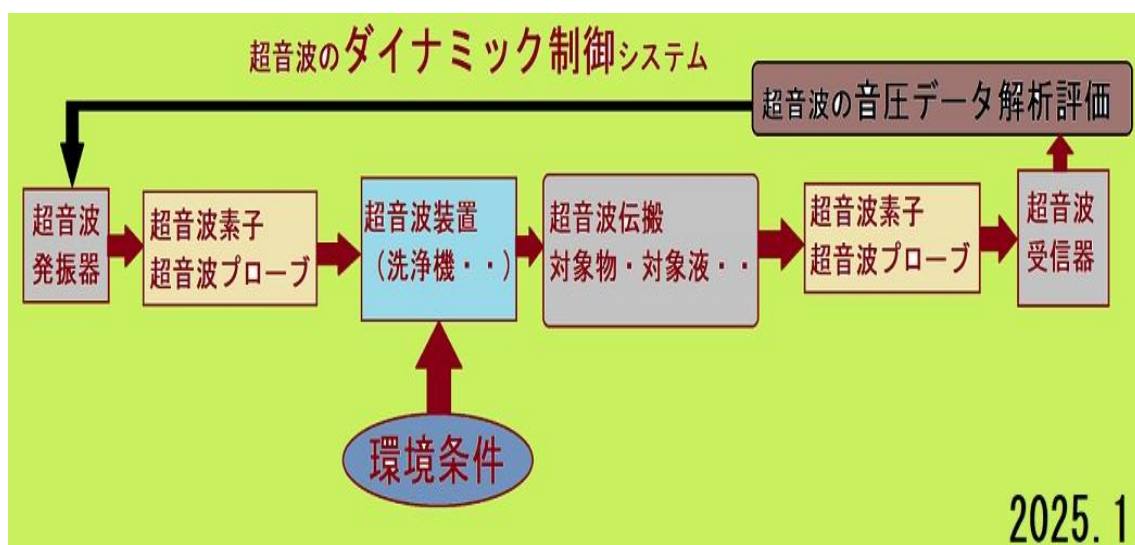 超音波のダイナミック制御システム
超音波の音圧データ解析評価
超音波
発振器
超音波素子
超音波プローブ
超音波装置
（洗浄機・・）
超音波伝搬
対象物・対象液・・
超音波素子
超音波プローブ
超音波
受信器
環境条件
2025.1